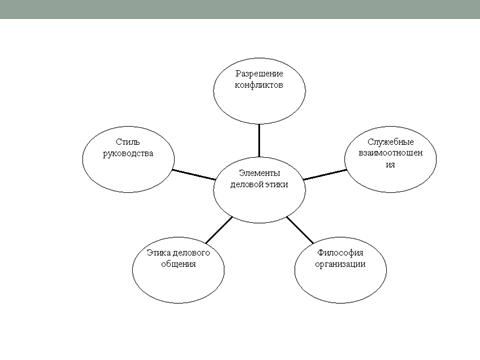 Разрешение
конфликтов
Стиль
руководства
Служебные
взаимоотношен
ия
Элементы
деловой этики
Этика делового
общения
Философия
организации